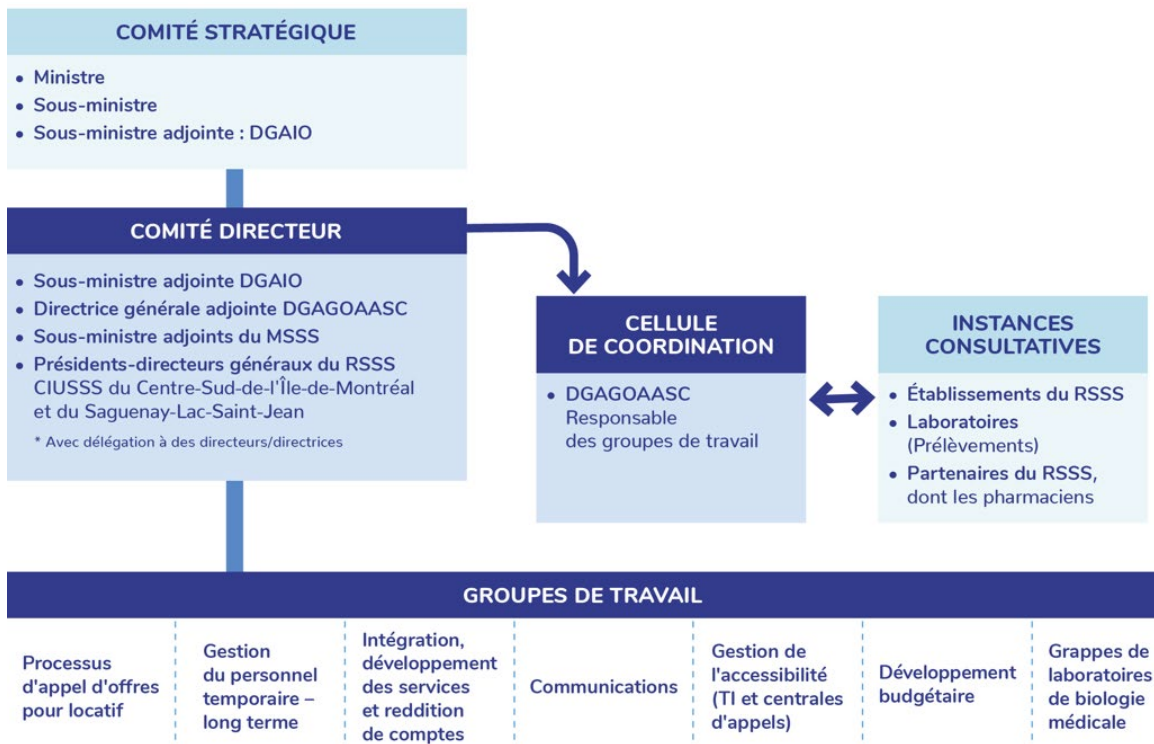 COMITÉ STRATÉGIQUE
• Ministre
• Sous-ministre
• Sous-ministre adjointe : DGAIO
COMITÉ DIRECTEUR
• Sous-ministre adjointe DGAIO
• Directrice générale adjointe DGAGOAASC
• Sous-ministre adjoints du MSSS
• Présidents-directeurs généraux du RSSS
CIUSSS du Centre-Sud-de-l'Île-de-Montréal
et du Saguenay-Lac-Saint-Jean
* Avec délégation à des directeurs/directrices
CELLULE
DE COORDINATION
• DGAGOAASC
Responsable
des groupes de travail
INSTANCES
CONSULTATIVES
• Établissements du RSSS
• Laboratoires
(Prélèvements)
• Partenaires du RSSS,
dont les pharmaciens
GROUPES DE TRAVAIL
Processus
d'appel d'offres
pour locatif
Gestion
du personnel
temporaire –
long terme
Intégration,
développement
des services
et reddition
de comptes
Communications
Gestion de
l'accessibilité
(TI et centrales
d'appels)
Développement
budgétaire
Grappes de
laboratoires
de biologie
médicale